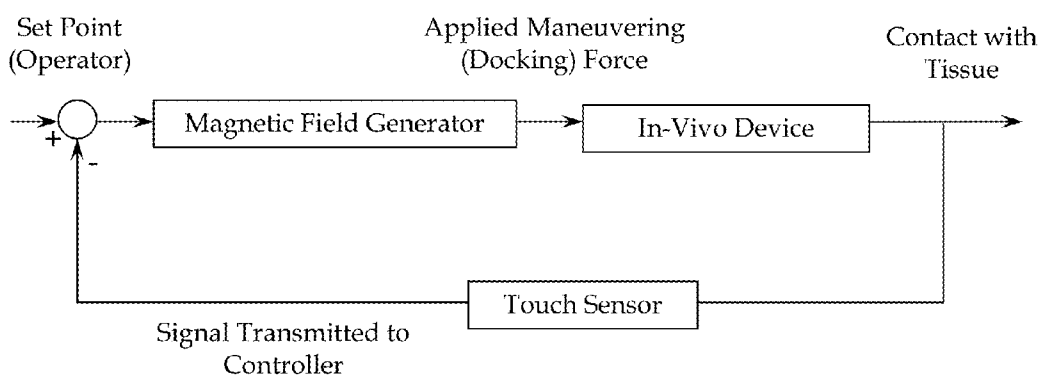 Set Point
(Operator)
Applied Maneuvering
(Docking) Force
Contact with
Tissue
+
Magnetic Field Generator
In-Vivo Device
-
Touch Sensor
Signal Transmitted to
Controller